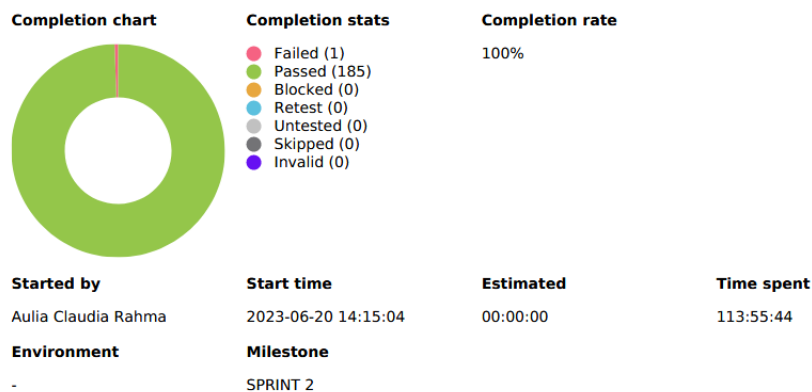 Completion chart
Completion stats
Completion rate
Failed (1)
Passed (185)
Blocked (0)
Retest (0)
Untested (0)
Skipped (0)
Invalid (0)
100%
Started by
Start time
Estimated
Time spent
Aulia Claudia Rahma
2023-06-20 14:15:04
00:00:00
113:55:44
Environment
Milestone
-
SPRINT 2